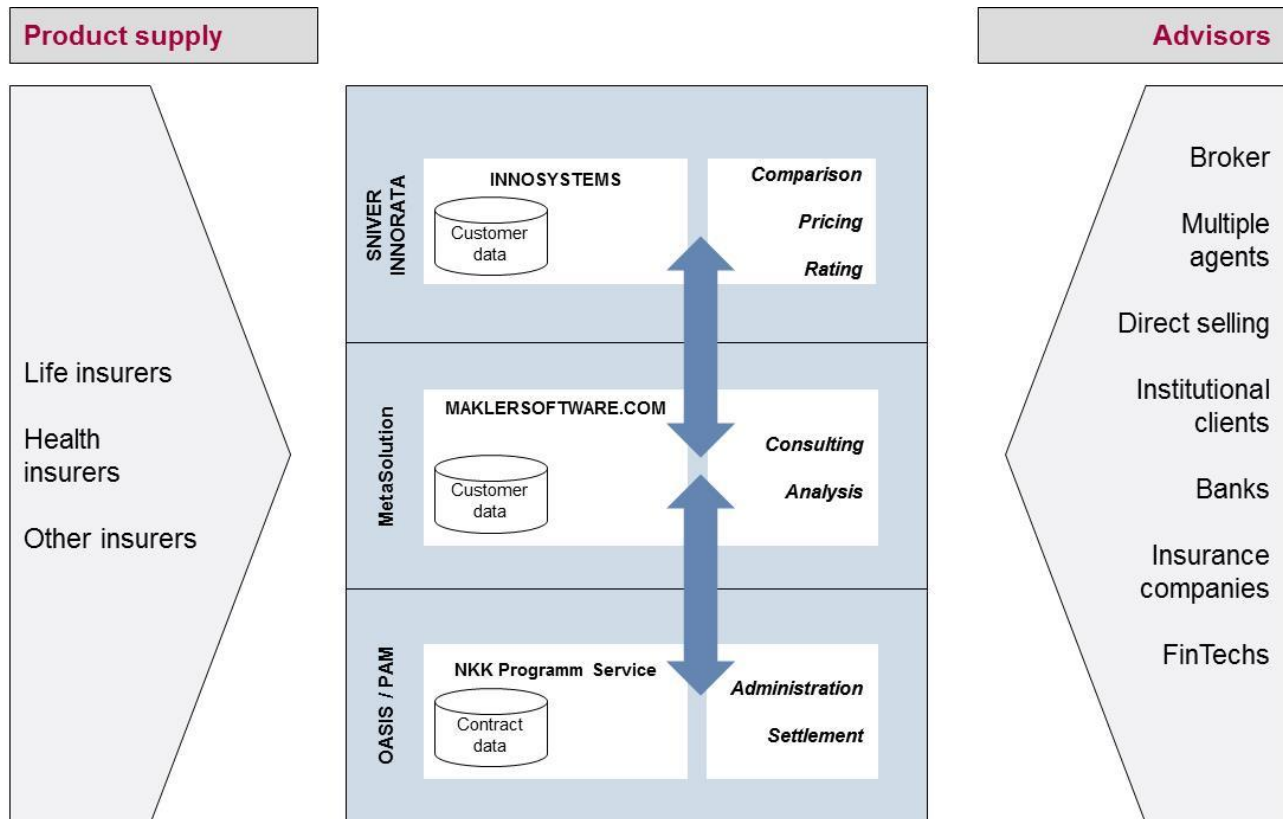 Product supply
Advisors
Life insurers
Health
insurers
Other insurers
SNIVER
INNORATA
INNOSYSTEMS
Customer
data
Comparison
Pricing
Rating
MetaSolution
MAKLERSOFTWARE.COM
Customer
data
Consulting
Analysis
OASIS / PAM
NKK Programm Service
Contract
data
Administration
Settlement
Broker
Multiple
agents
Direct selling
Institutional
clients
Banks
Insurance
companies
FinTechs